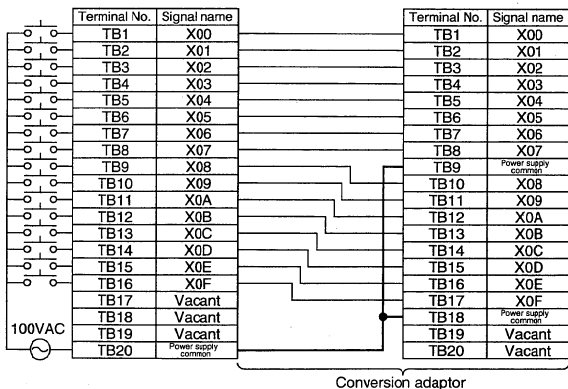 Terminal No. Signal name
TB1 X00
TB2 X01
TB3 X02
TB4 X03
TB5 X04
TB6 X05
TB7 X06
TB8 X07
TB9 X08
TB10 X09
TB11 X0A
TB12 X0B
TB13 X0C
TB14 X0D
TB15 X0E
TB16 X0F
TB17 Vacant
TB18 Vacant
TB19 Vacant
TB20 Power supply common
100VAC
Terminal No. Signal name
TB1 X00
TB2 X01
TB3 X02
TB4 X03
TB5 X04
TB6 X05
TB7 X06
TB8 X07
TB9 Power supply common
TB10 X08
TB11 X09
TB12 X0A
TB13 X0B
TB14 X0C
TB15 X0D
TB16 X0E
TB17 X0F
TB18 Power supply common
TB19 Vacant
TB20 Vacant
Conversion adaptor